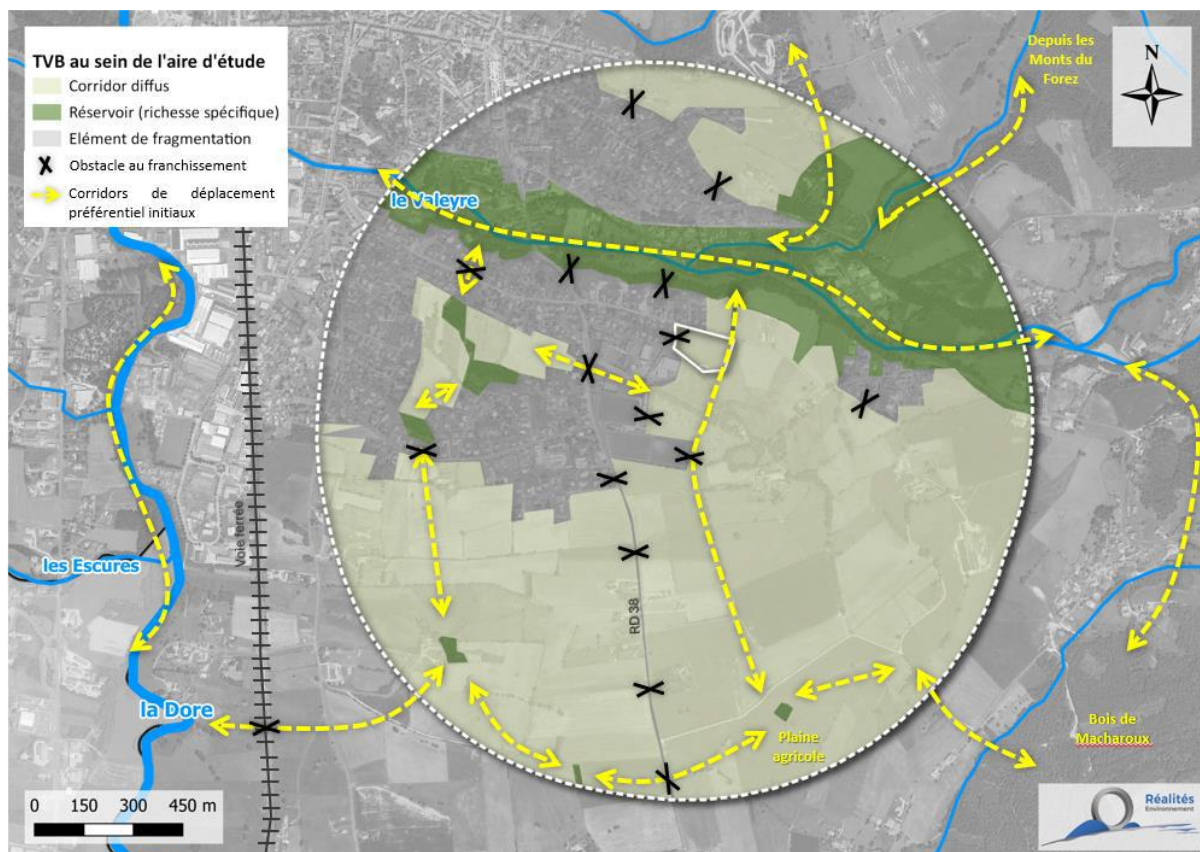 TVB au sein de l'aire d'étude
Corridor diffus
Réservoir (richesse spécifique)
Elément de fragmentation
Obstacle au franchissement
Corridors de déplacement
préférentiel initiaux
Depuis les
Monts du
Forez
N
le Valeyre
Voie ferrée
les Escures
RD 38
la Dore
Plaine
agricole
Bois de
Macharoux
0 150 300 450 m
Réalités
Environnement